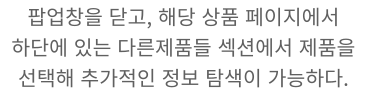 팝업창을 닫고, 해당 상품 페이지에서
하단에 있는 다른제품들 섹션에서 제품을
선택해 추가적인 정보 탐색이 가능하다.